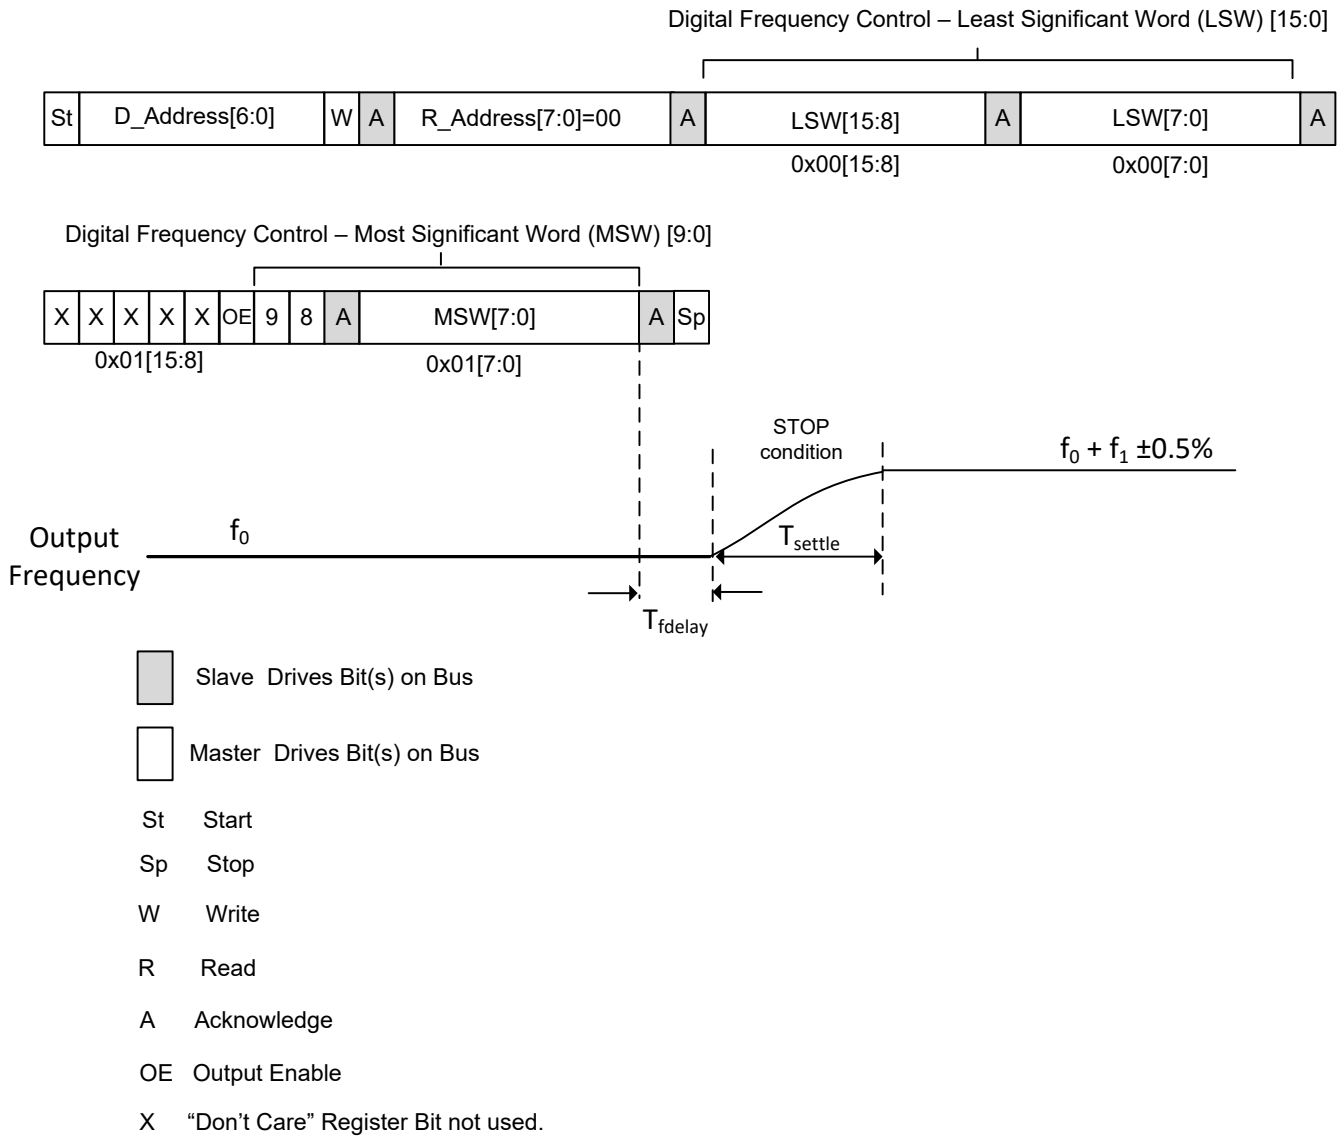 Digital Frequency Control – Least Significant Word (LSW) [15:0]
St D_Address[6:0] W A R_Address[7:0]=00 A LSW[15:8] A LSW[7:0] A
0x00[15:8] 0x00[7:0]
Digital Frequency Control – Most Significant Word (MSW) [9:0]
X X X X X OE 9 8 A MSW[7:0] A Sp
0x01[15:8] 0x01[7:0]
STOP
condition
f₀ + f₁ ±0.5%
Output
Frequency
f₀
T_settle
T_fdelay
Slave Drives Bit(s) on Bus
Master Drives Bit(s) on Bus
St Start
Sp Stop
W Write
R Read
A Acknowledge
OE Output Enable
X “Don’t Care” Register Bit not used.